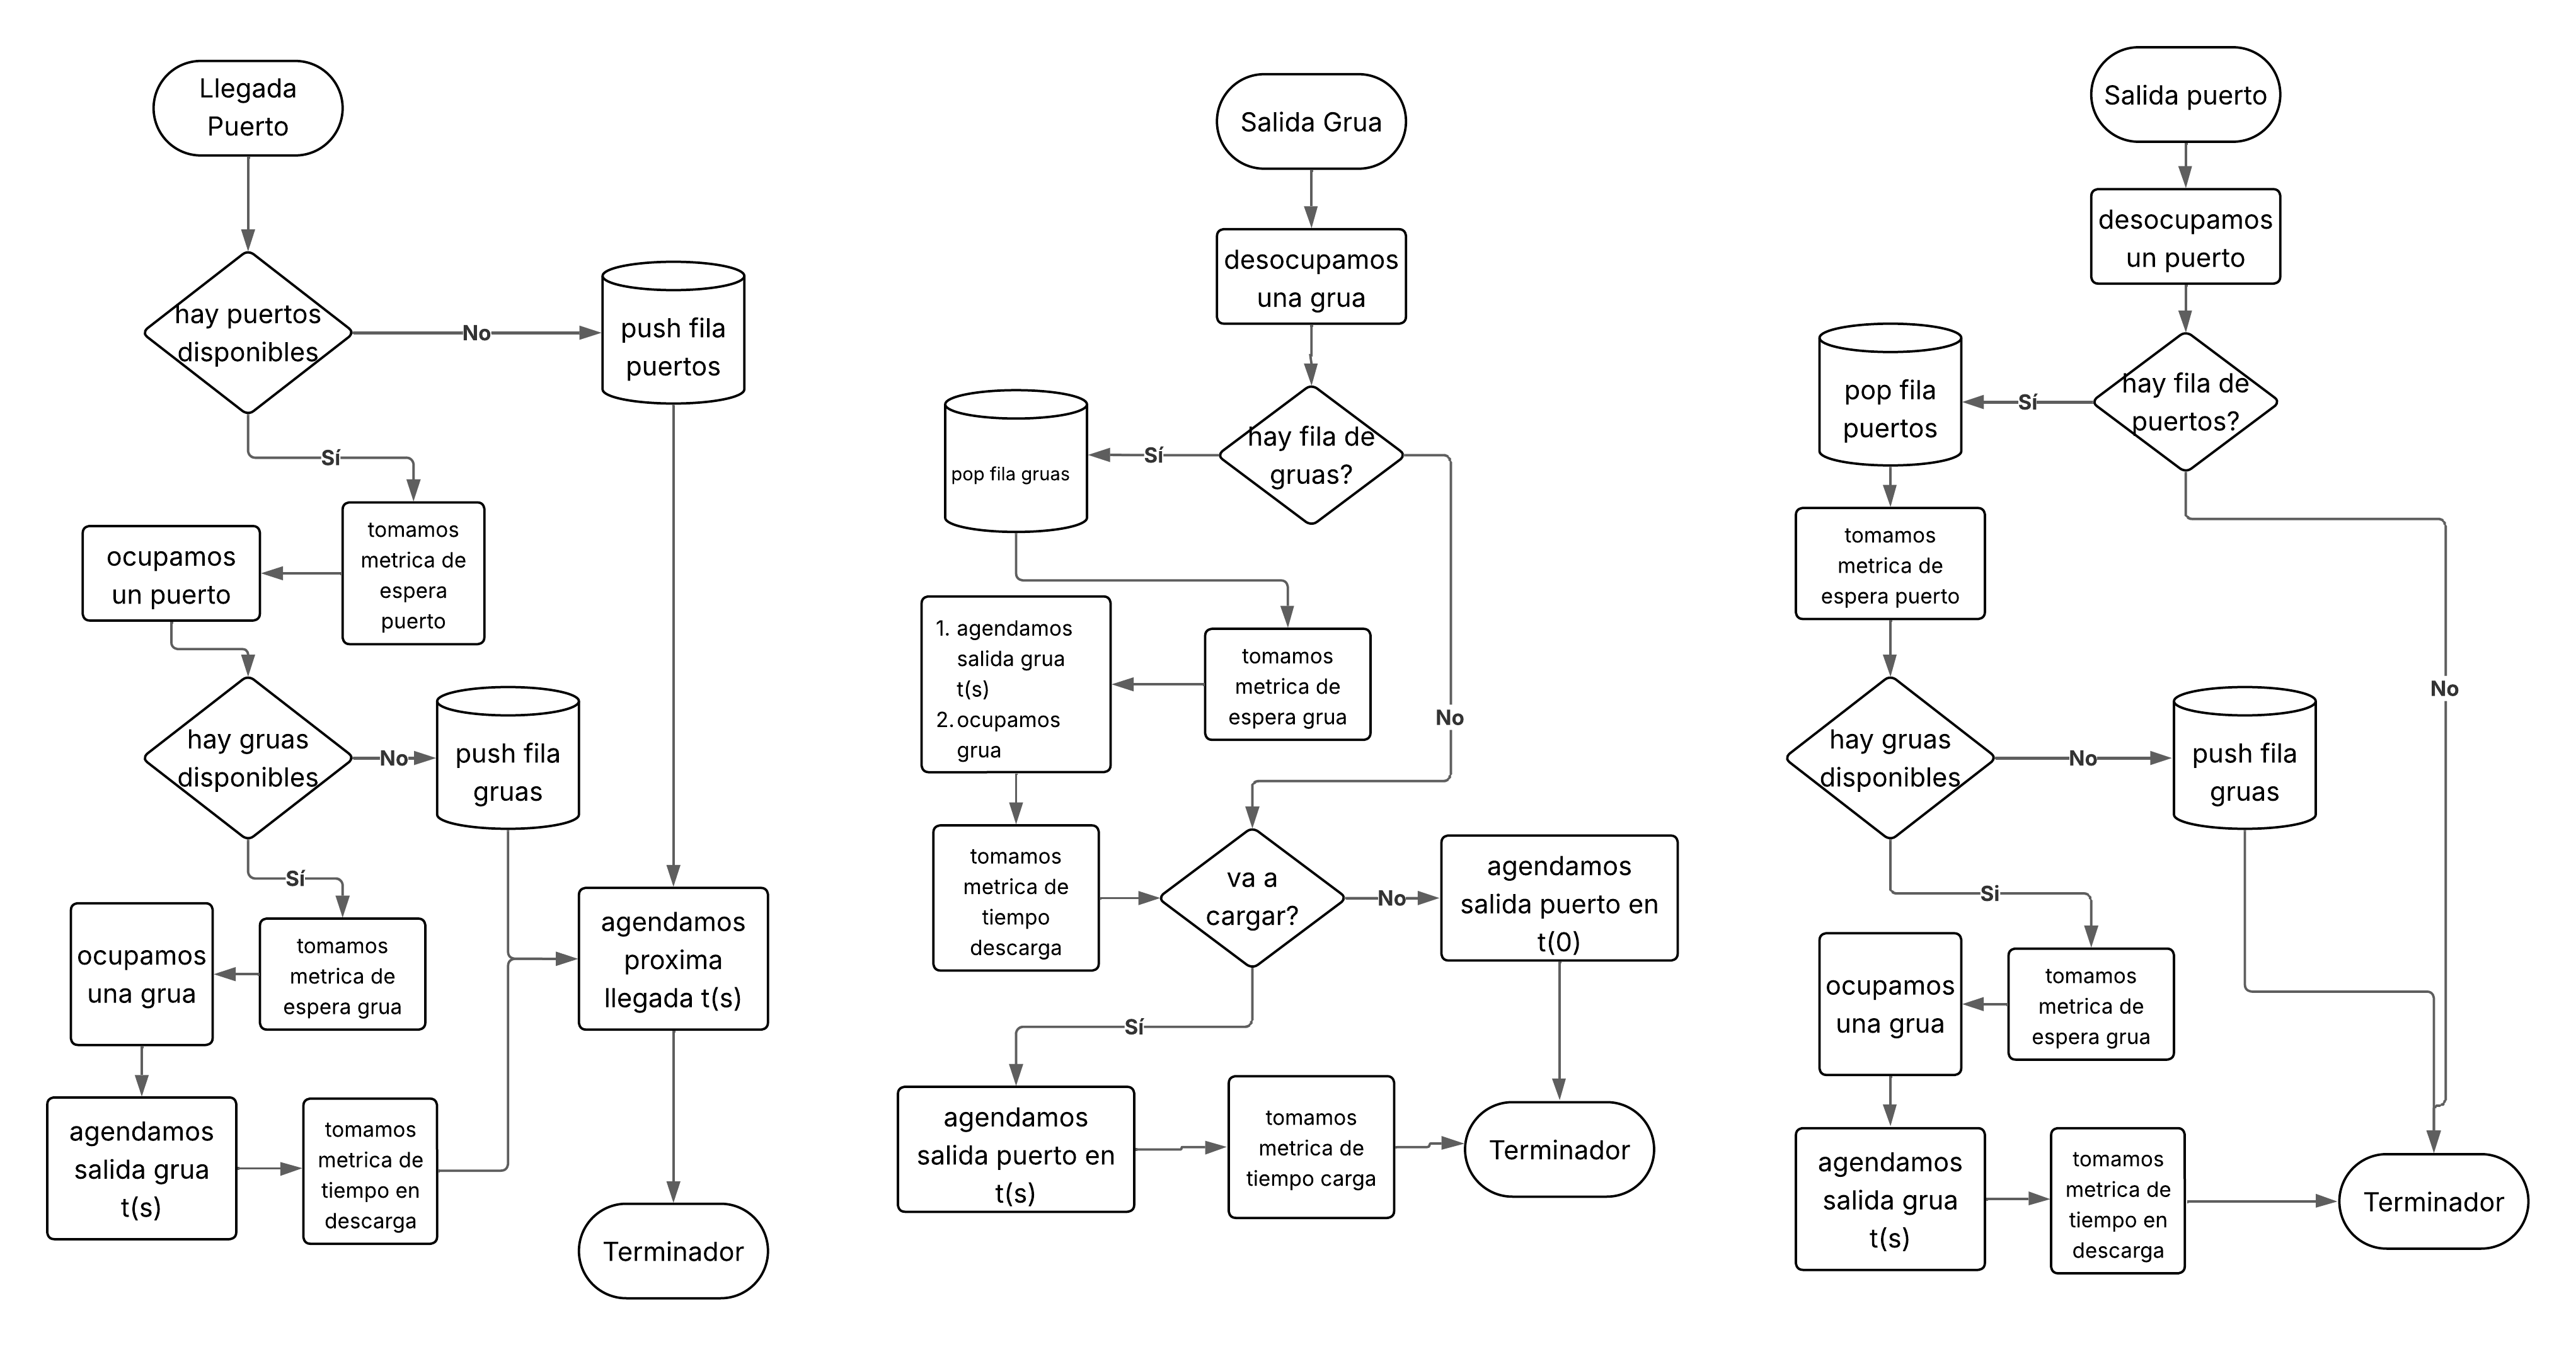 Llegada
Puerto
hay puertos
disponibles
No
push fila
puertos
Sí
tomamos
metrica de
espera
puerto
ocupamos
un puerto
hay gruas
disponibles
No
push fila
gruas
Sí
tomamos
metrica de
espera grua
ocupamos
una grua
agendamos
salida grua
t(s)
tomamos
metrica de
tiempo en
descarga
agendamos
proxima
llegada t(s)
Terminador
Salida Grua
desocupamos
una grua
hay fila de
gruas?
Sí
pop fila gruas
No
tomamos
metrica de
espera grua
1. agendamos
salida grua
t(s)
2. ocupamos
grua
tomamos
metrica de
tiempo
descarga
va a
cargar?
No
agendamos
salida puerto en
t(0)
Sí
agendamos
salida puerto en
t(s)
tomamos
metrica de
tiempo carga
Terminador
Salida puerto
desocupamos
un puerto
hay fila de
puertos?
Sí
pop fila
puertos
No
tomamos
metrica de
espera puerto
hay gruas
disponibles
No
push fila
gruas
Si
tomamos
metrica de
espera grua
ocupamos
una grua
agendamos
salida grua
t(s)
tomamos
metrica de
tiempo en
descarga
Terminador